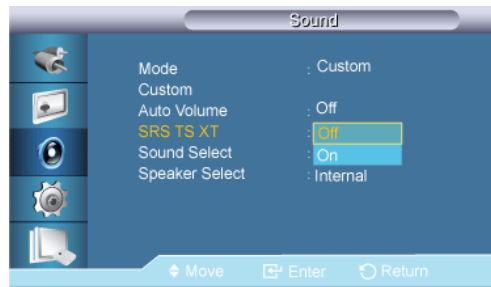 Sound
Mode : Custom
Custom
Auto Volume : Off
SRS TS XT : Off
Sound Select : On
Speaker Select : Internal
Move Enter Return